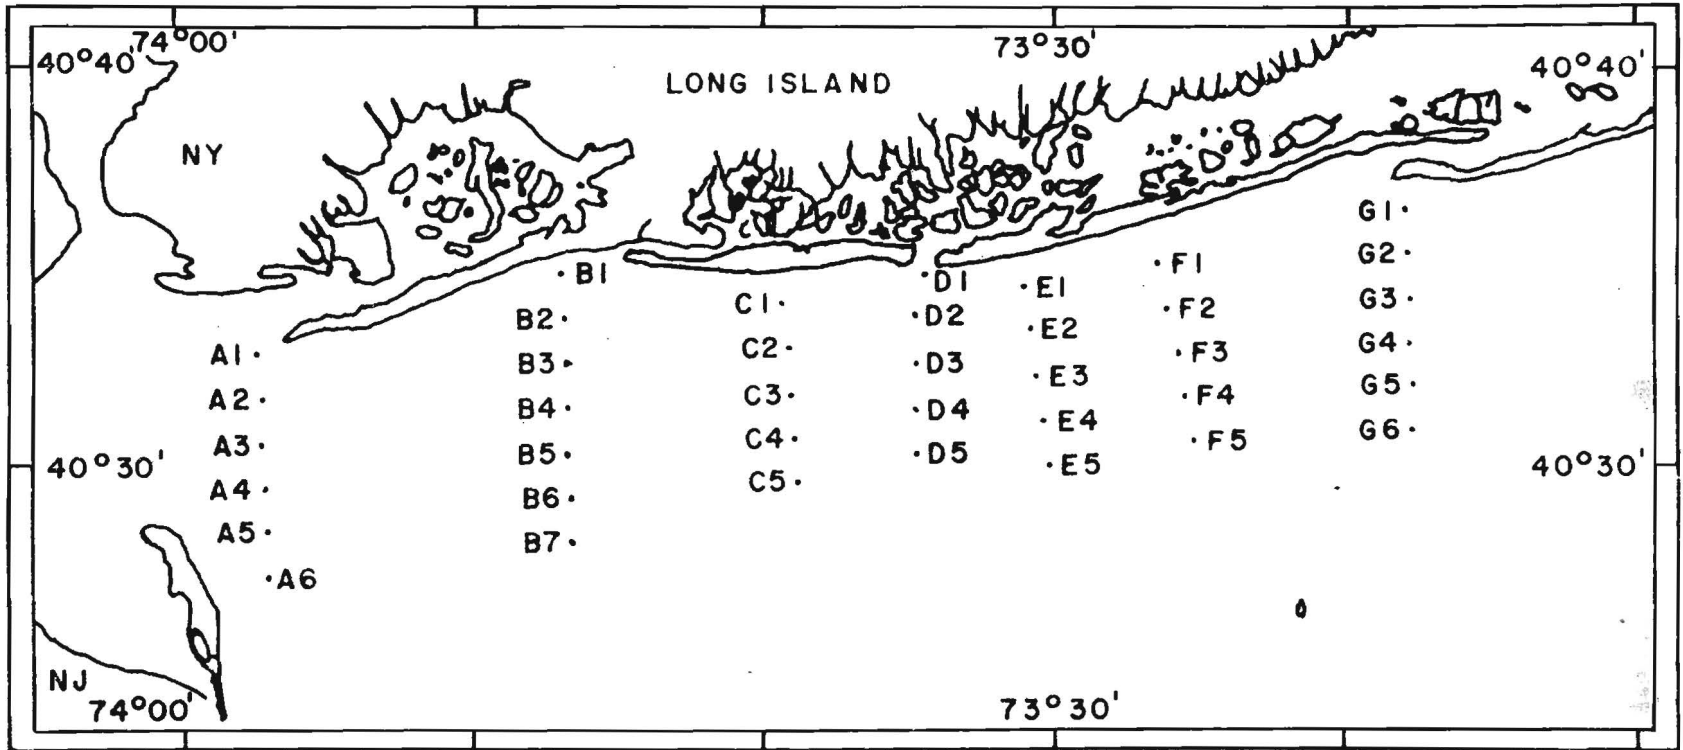 74°00' 73°30'
40°40' LONG ISLAND 40°40'
NY
G1
B1 D1 E1 F1 G2
B2 C1 D2 E2 F2 G3
A1 B3 C2 D3 E3 F3 G4
A2 B4 C3 D4 E4 F4 G5
A3 B5 C4 D5 E5 F5 G6
40°30' 40°30'
A4 B6 C5
A5 B7
A6
NJ
74°00' 73°30'